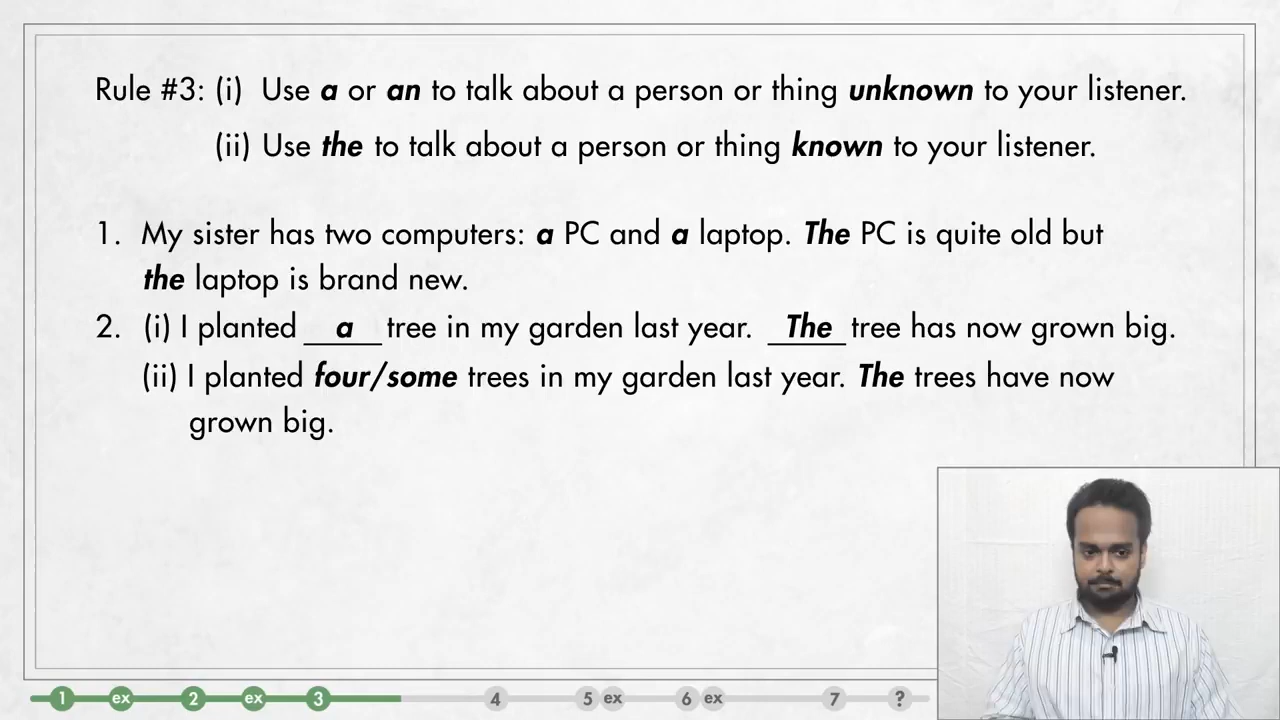 Rule #3: (i) Use a or an to talk about a person or thing unknown to your listener.
(ii) Use the to talk about a person or thing known to your listener.
1. My sister has two computers: a PC and a laptop. The PC is quite old but
the laptop is brand new.
2. (i) I planted a tree in my garden last year. The tree has now grown big.
(ii) I planted four/some trees in my garden last year. The trees have now
grown big.
1 ex 2 ex 3 4 5 ex 6 ex 7 ?